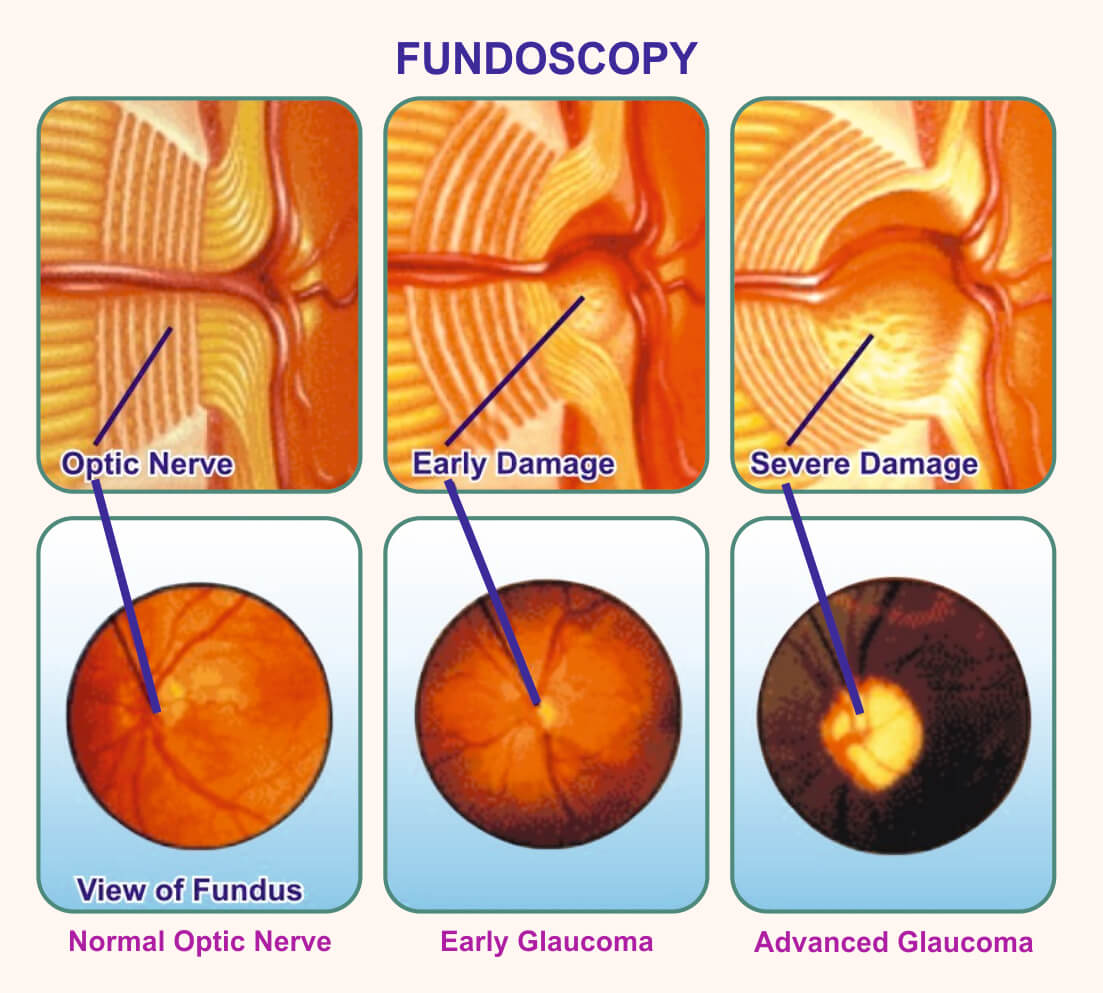 FUNDOSCOPY
Optic Nerve
Early Damage
Severe Damage
View of Fundus
Normal Optic Nerve
Early Glaucoma
Advanced Glaucoma